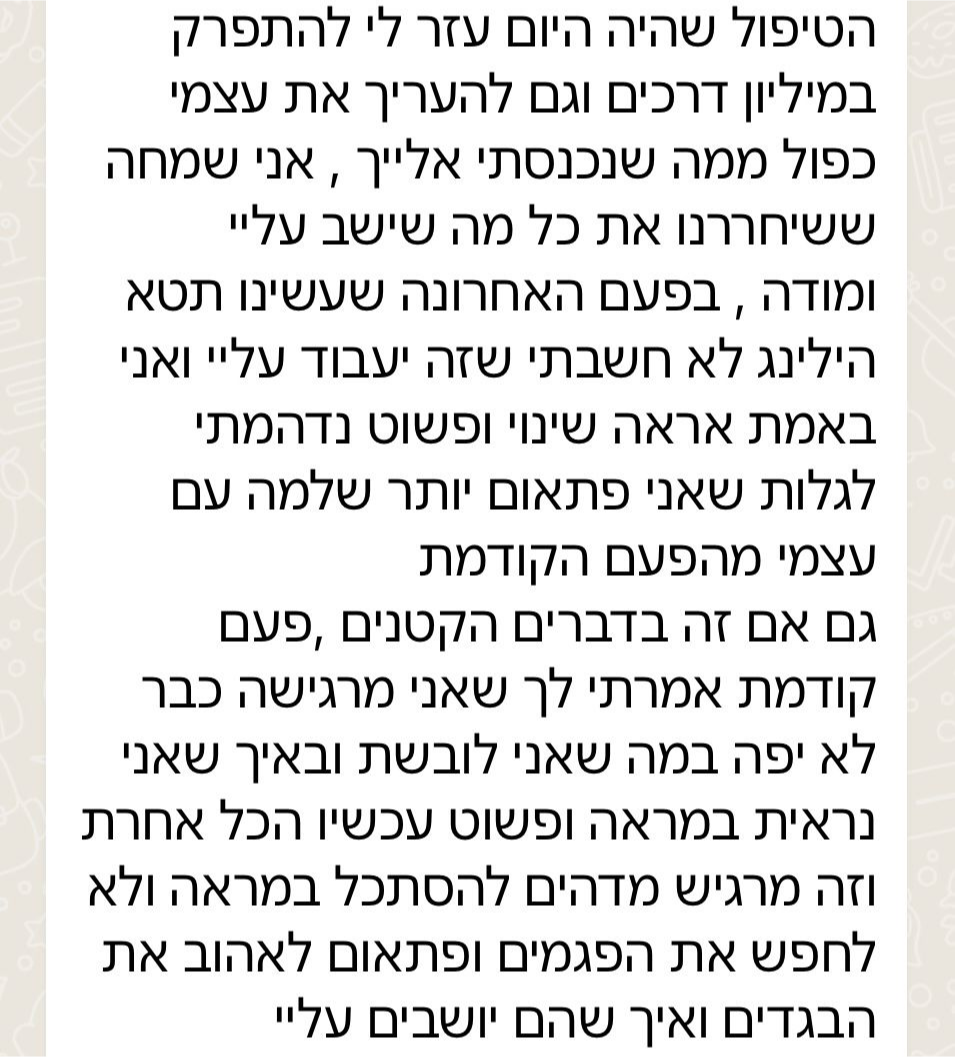 הטיפול שהיה היום עזר לי להתפרק
במיליון דרכים וגם להעריך את עצמי
כפול ממה שנכנסתי אלייך , אני שמחה
ששיחררנו את כל מה שישב עליי
ומודה , בפעם האחרונה שעשינו תטא
הילינג לא חשבתי שזה יעבוד עליי ואני
באמת אראה שינוי ופשוט נדהמתי
לגלות שאני פתאום יותר שלמה עם
עצמי מהפעם הקודמת
גם אם זה בדברים הקטנים ,פעם
קודמת אמרתי לך שאני מרגישה כבר
לא יפה במה שאני לובשת ובאיך שאני
נראית במראה ופשוט עכשיו הכל אחרת
וזה מרגיש מדהים להסתכל במראה ולא
לחפש את הפגמים ופתאום לאהוב את
הבגדים ואיך שהם יושבים עליי